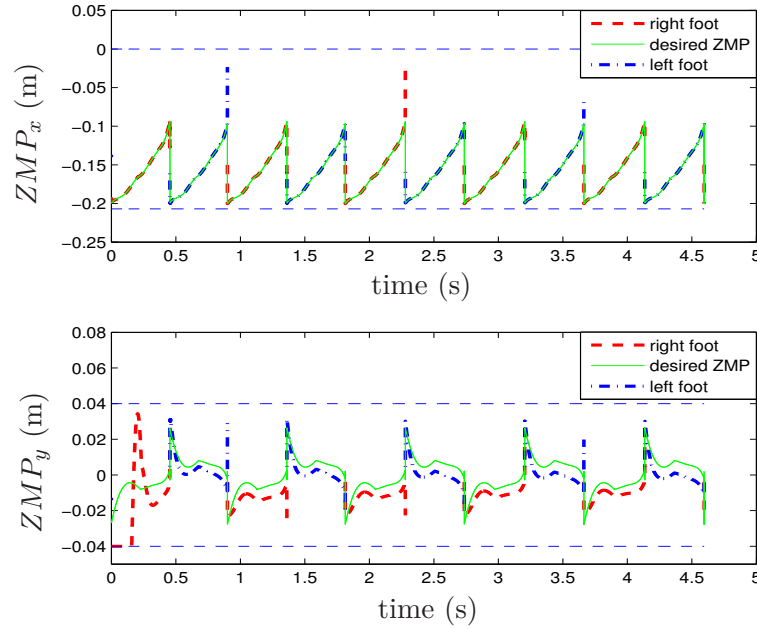 right foot
desired ZMP
left foot
0
−0.05
−0.1
−0.15
−0.2
−0.25
ZMP_x (m)
0 0.5 1 1.5 2 2.5 3 3.5 4 4.5 5
time (s)
right foot
desired ZMP
left foot
0.08
0.06
0.04
0.02
0
−0.02
−0.04
ZMP_y (m)
0 0.5 1 1.5 2 2.5 3 3.5 4 4.5 5
time (s)